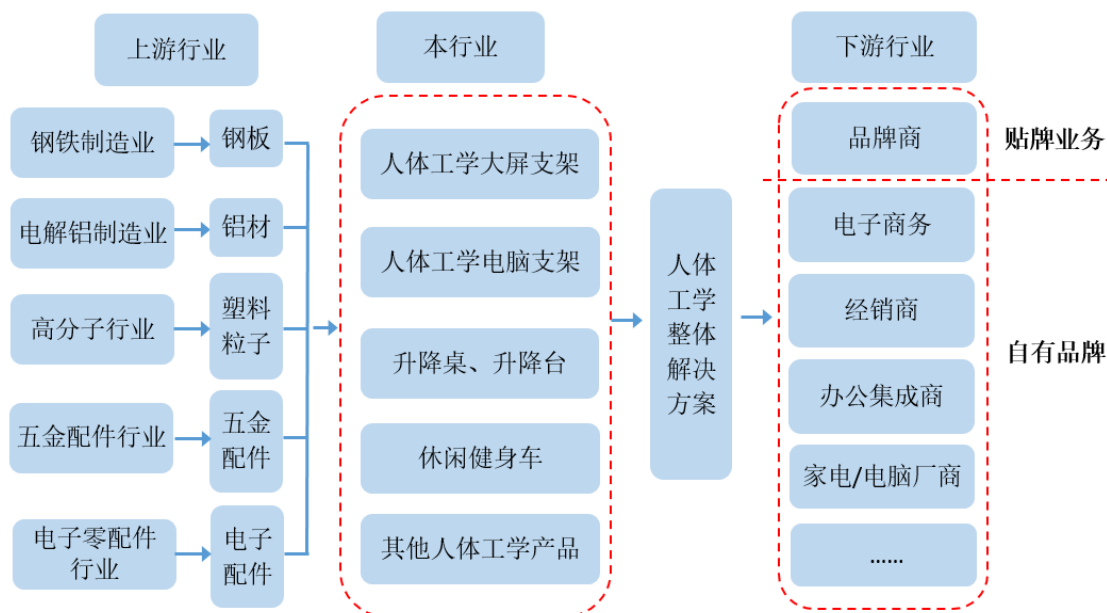 上游行业
本行业
下游行业
钢铁制造业
钢板
电解铝制造业
铝材
高分子行业
塑料
粒子
五金配件行业
五金
配件
电子零配件
行业
电子
配件
人体工学大屏支架
人体工学电脑支架
升降桌、升降台
休闲健身车
其他人体工学产品
人体
工学
整体
解决
方案
品牌商
贴牌业务
电子商务
经销商
办公集成商
家电/电脑厂商
......
自有品牌